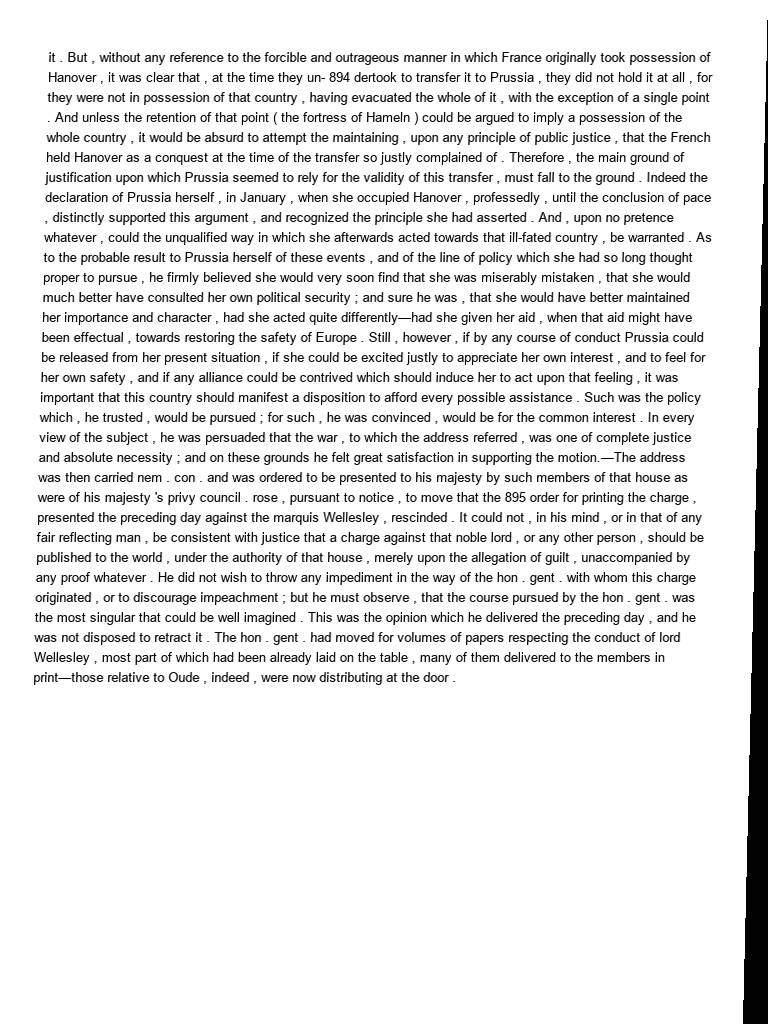 it . But , without any reference to the forcible and outrageous manner in which France originally took possession of
Hanover , it was clear that , at the time they un- 894 dertook to transfer it to Prussia , they did not hold it at all , for
they were not in possession of that country , having evacuated the whole of it , with the exception of a single point
. And unless the retention of that point ( the fortress of Hameln ) could be argued to imply a possession of the
whole country , it would be absurd to attempt the maintaining , upon any principle of public justice , that the French
held Hanover as a conquest at the time of the transfer so justly complained of . Therefore , the main ground of
justification upon which Prussia seemed to rely for the validity of this transfer , must fall to the ground . Indeed the
declaration of Prussia herself , in January , when she occupied Hanover , professedly , until the conclusion of pace
, distinctly supported this argument , and recognized the principle she had asserted . And , upon no pretence
whatever , could the unqualified way in which she afterwards acted towards that ill-fated country , be warranted . As
to the probable result to Prussia herself of these events , and of the line of policy which she had so long thought
proper to pursue , he firmly believed she would very soon find that she was miserably mistaken , that she would
much better have consulted her own political security ; and sure he was , that she would have better maintained
her importance and character , had she acted quite differently—had she given her aid , when that aid might have
been effectual , towards restoring the safety of Europe . Still , however , if by any course of conduct Prussia could
be released from her present situation , if she could be excited justly to appreciate her own interest , and to feel for
her own safety , and if any alliance could be contrived which should induce her to act upon that feeling , it was
important that this country should manifest a disposition to afford every possible assistance . Such was the policy
which , he trusted , would be pursued ; for such , he was convinced , would be for the common interest . In every
view of the subject , he was persuaded that the war , to which the address referred , was one of complete justice
and absolute necessity ; and on these grounds he felt great satisfaction in supporting the motion.—The address
was then carried nem . con . and was ordered to be presented to his majesty by such members of that house as
were of his majesty 's privy council . rose , pursuant to notice , to move that the 895 order for printing the charge ,
presented the preceding day against the marquis Wellesley , rescinded . It could not , in his mind , or in that of any
fair reflecting man , be consistent with justice that a charge against that noble lord , or any other person , should be
published to the world , under the authority of that house , merely upon the allegation of guilt , unaccompanied by
any proof whatever . He did not wish to throw any impediment in the way of the hon . gent . with whom this charge
originated , or to discourage impeachment ; but he must observe , that the course pursued by the hon . gent . was
the most singular that could be well imagined . This was the opinion which he delivered the preceding day , and he
was not disposed to retract it . The hon . gent . had moved for volumes of papers respecting the conduct of lord
Wellesley , most part of which had been already laid on the table , many of them delivered to the members in
print—those relative to Oude , indeed , were now distributing at the door .